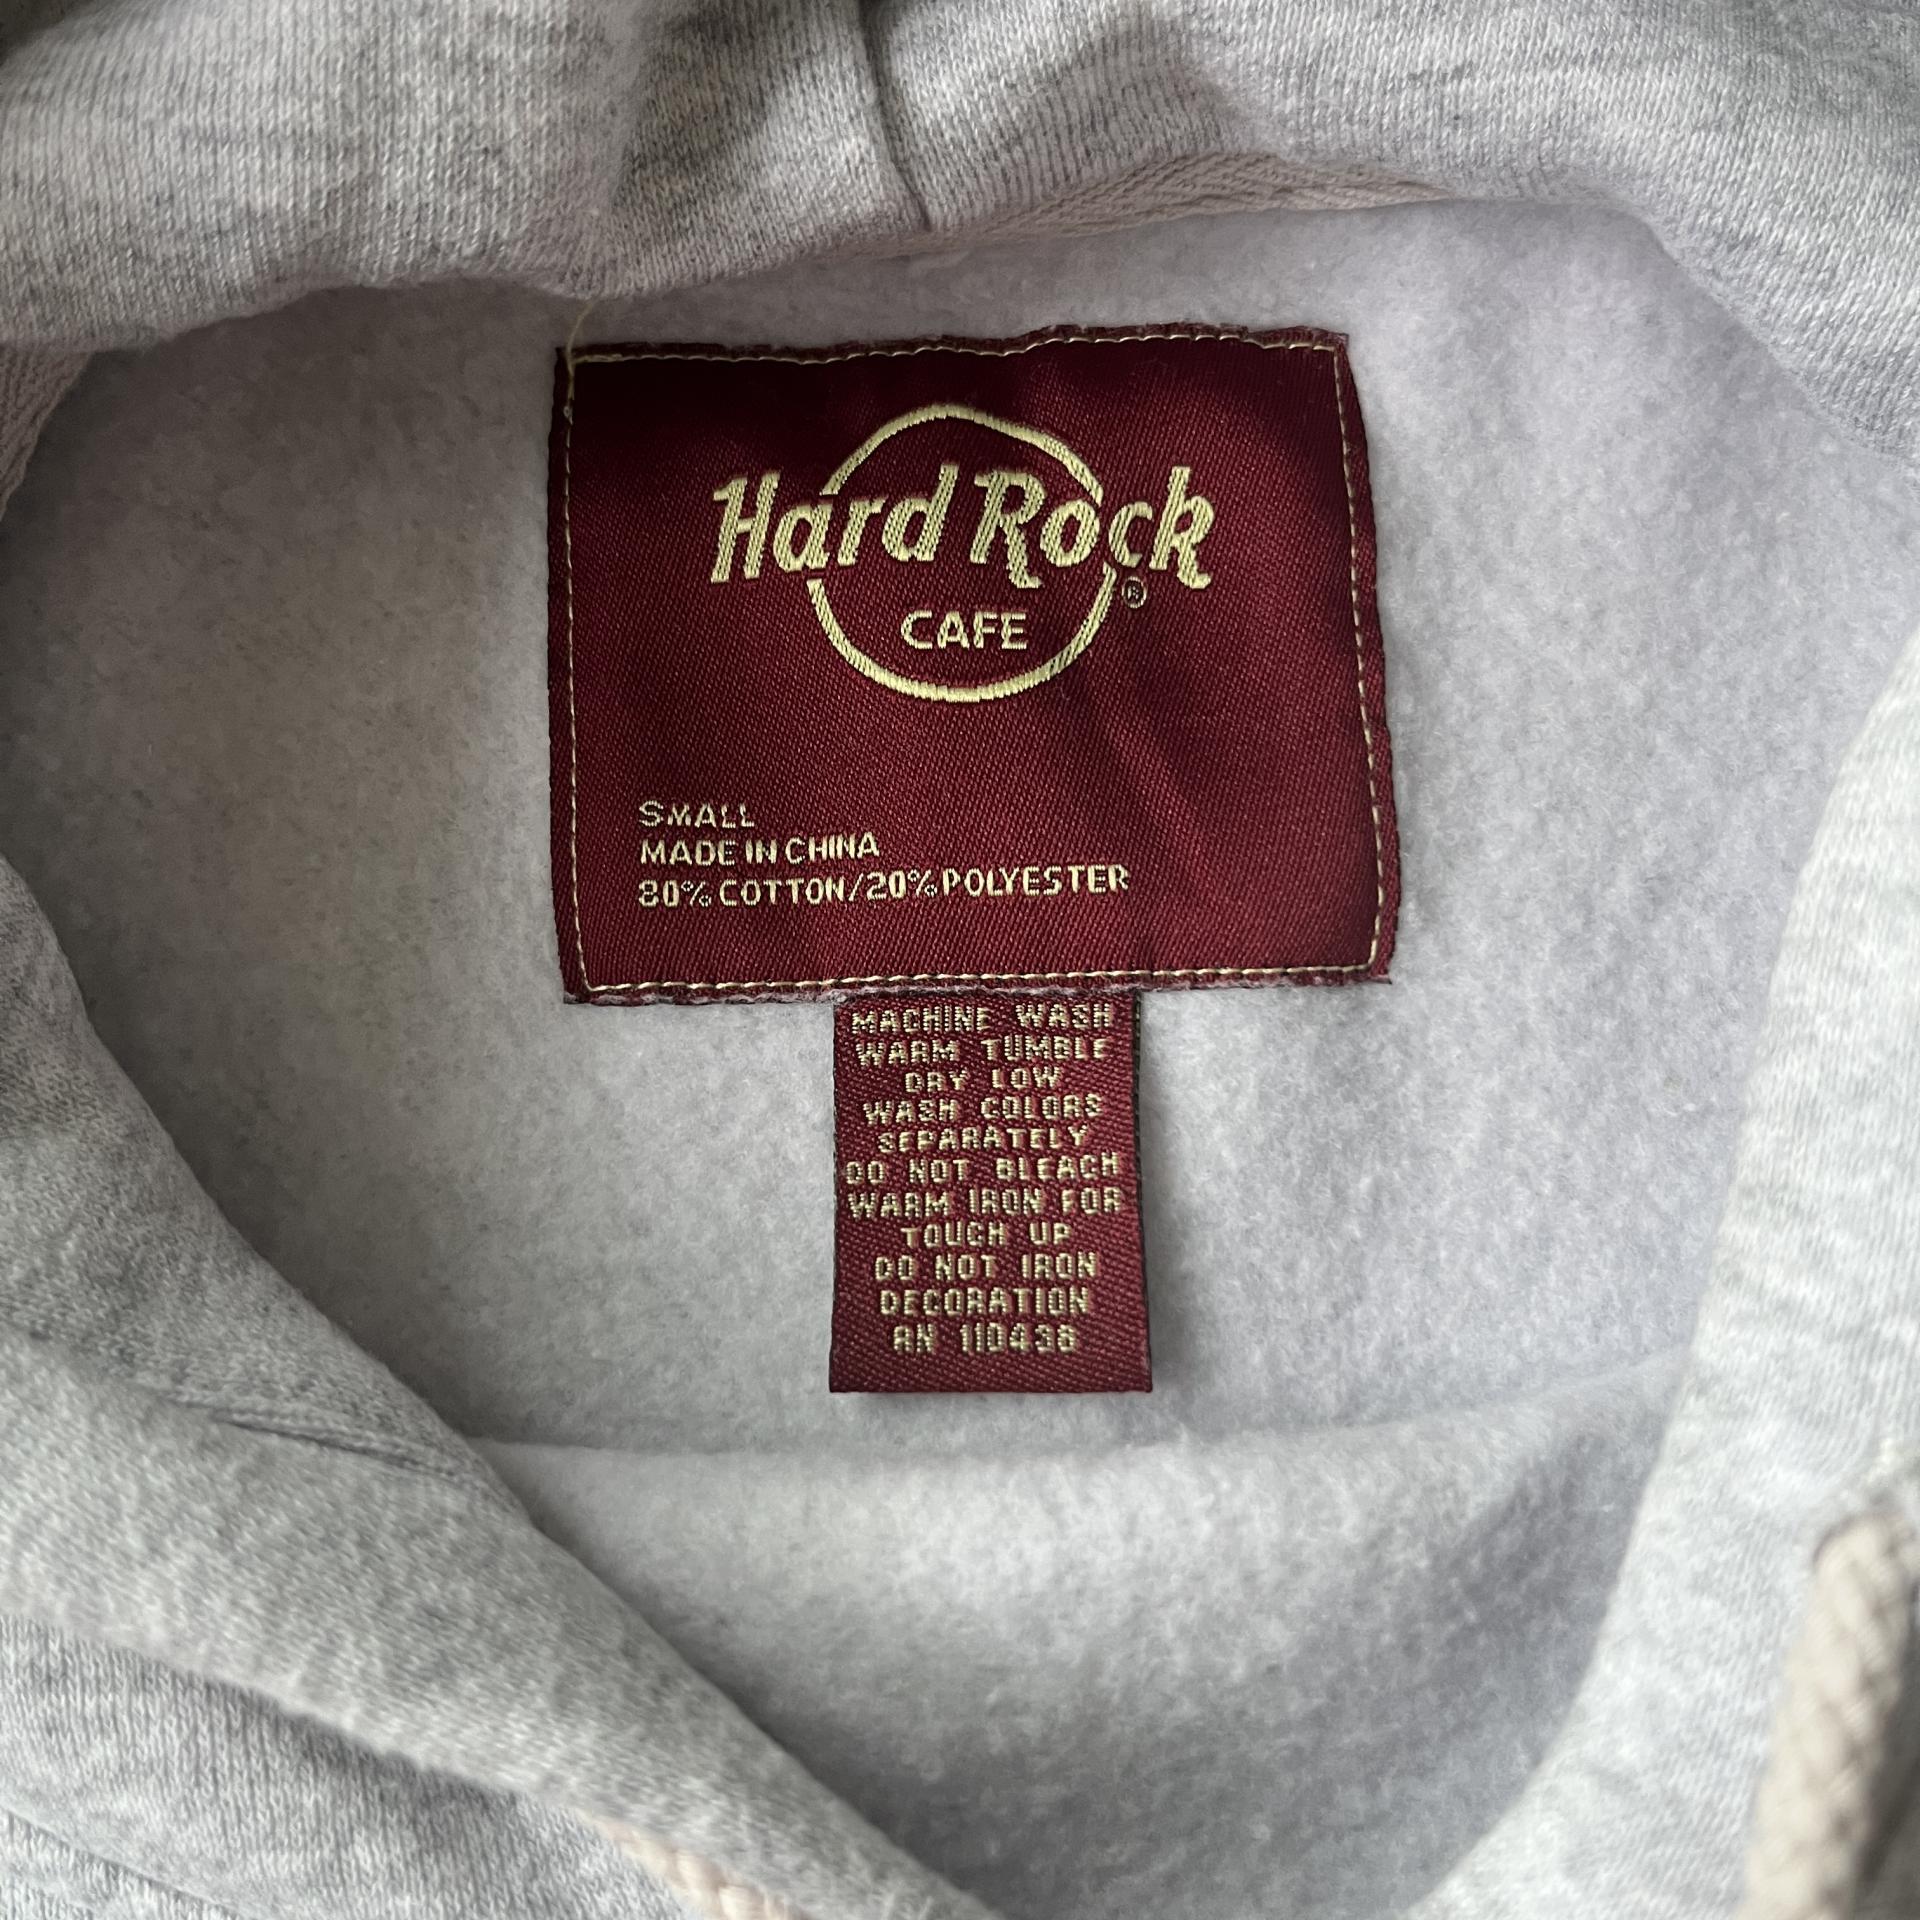 Hard Rock
®
CAFE
SMALL
MADE IN CHINA
80% COTTON/20% POLYESTER
MACHINE WASH
WARM TUMBLE
DRY LOW
WASH COLORS
SEPARATELY
DO NOT BLEACH
WARM IRON FOR
TOUCH UP
DO NOT IRON
DECORATION
RN 110436